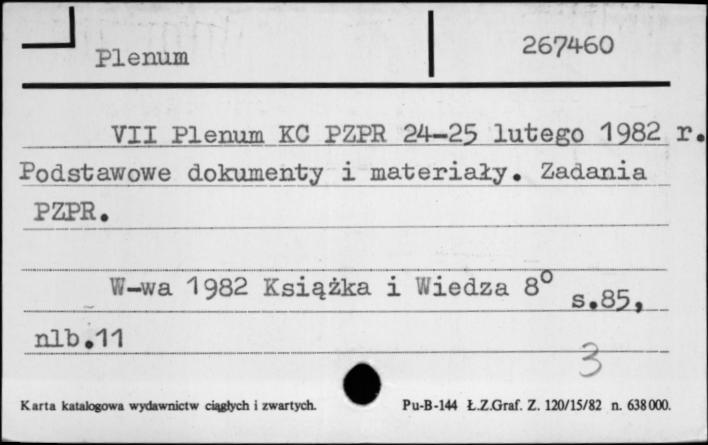 Plenum 267460
VII Plenum KC PZPR 24-25 lutego 1982 r.
Podstawowe dokumenty i materiały. Zadania
PZPR.
W-wa 1982 Książka i Wiedza 8° s.85,
nlb.11
3
Karta katalogowa wydawnictw ciągłych i zwartych. Pu-B-144 Ł.Z.Graf. Z. 120/15/82 n. 638000.